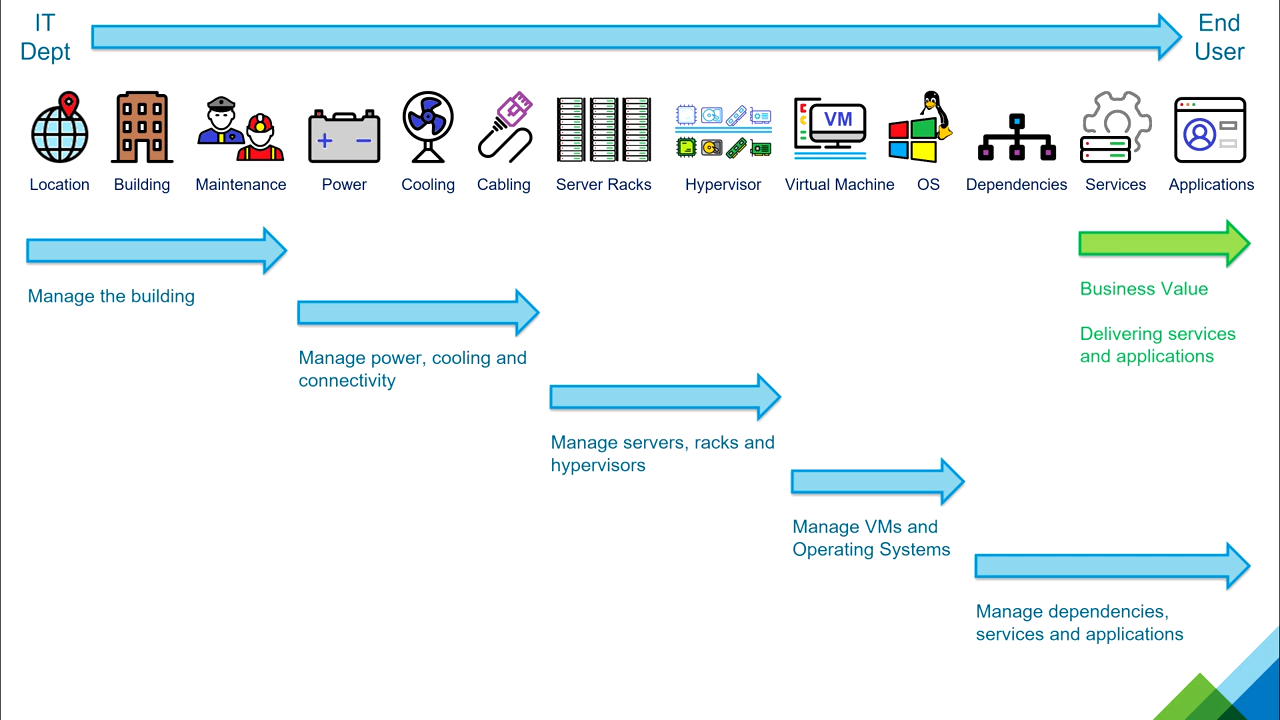 IT
Dept
End
User
VM
Location
Building
Maintenance
Power
Cooling
Cabling
Server Racks
Hypervisor
Virtual Machine
OS
Dependencies
Services
Applications
Manage the building
Business Value
Delivering services
and applications
Manage power, cooling and
connectivity
Manage servers, racks and
hypervisors
Manage VMs and
Operating Systems
Manage dependencies,
services and applications